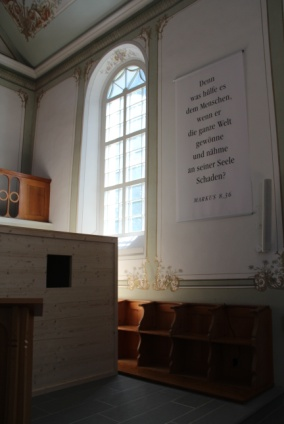 Denn
was hülfe es
dem Menschen,
wenn er
die ganze Welt
gewönne
und nähme
an seiner Seele
Schaden?
MARKUS 8,36